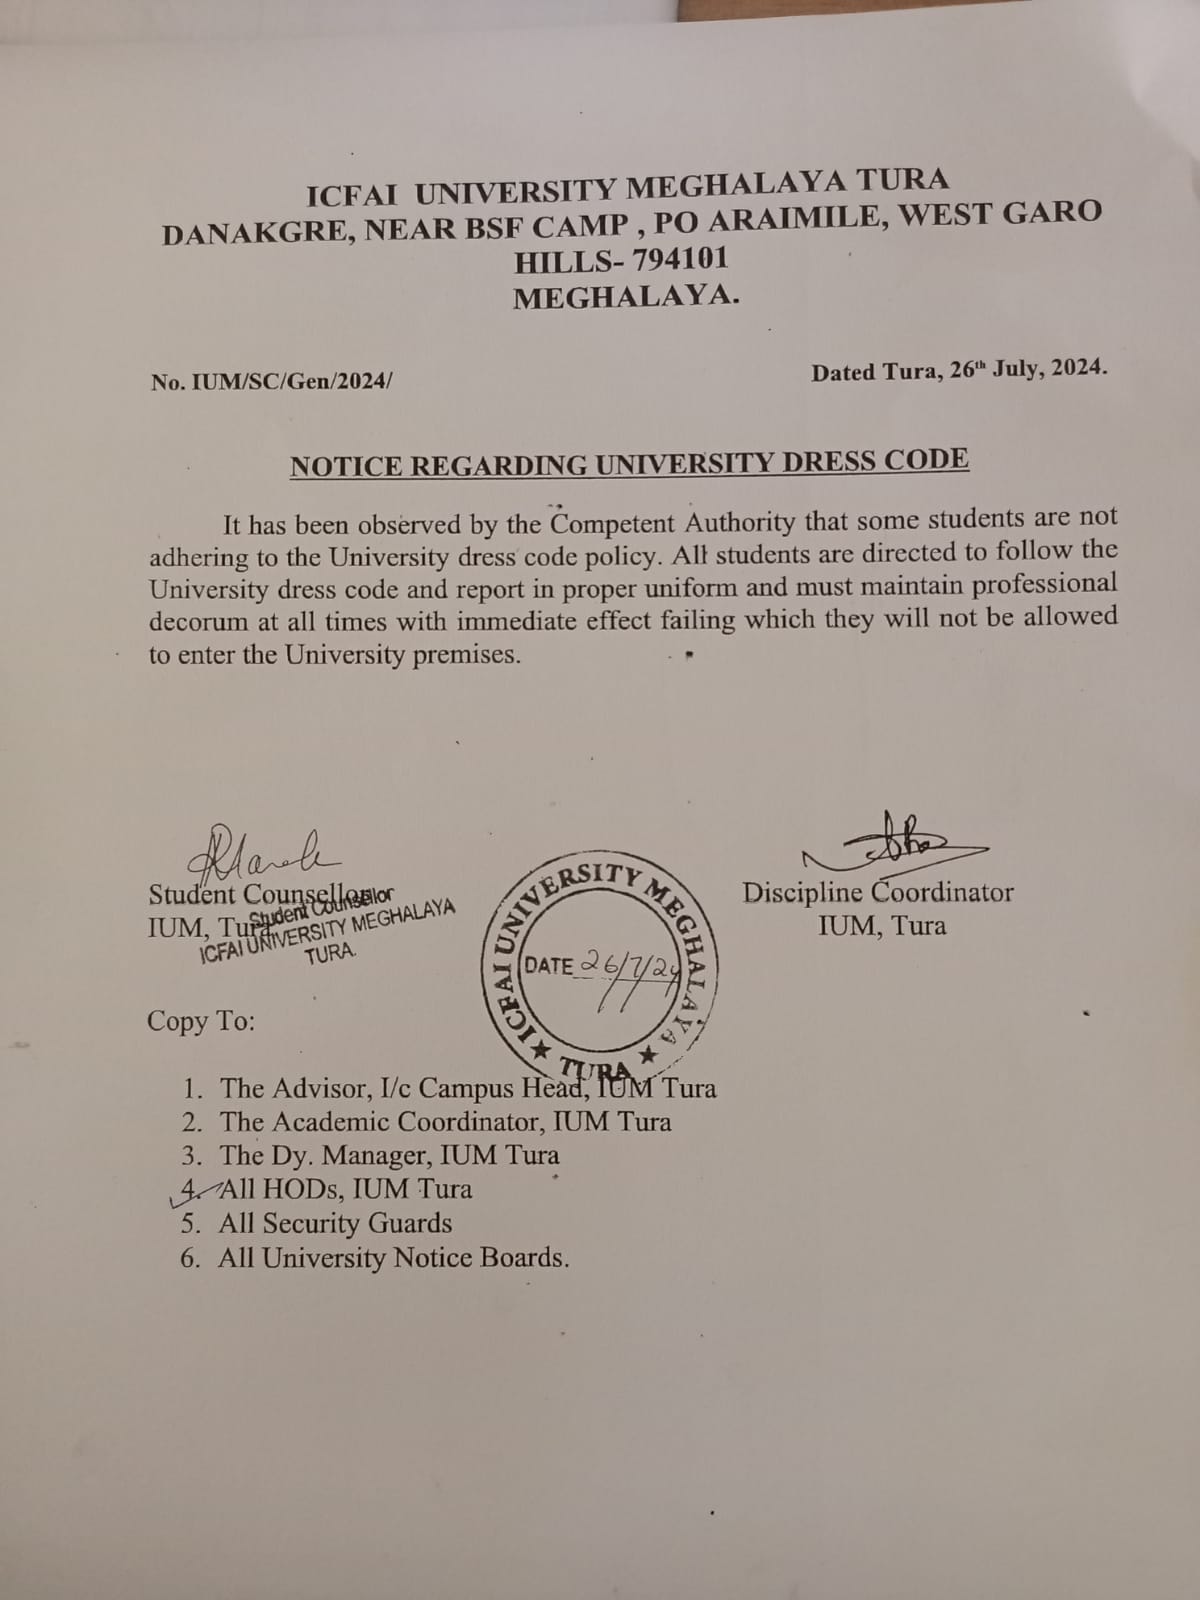 ICFAI UNIVERSITY MEGHALAYA TURA
DANAKGRE, NEAR BSF CAMP , PO ARAIMILE, WEST GARO
HILLS- 794101
MEGHALAYA.
No. IUM/SC/Gen/2024/
Dated Tura, 26th July, 2024.
NOTICE REGARDING UNIVERSITY DRESS CODE
It has been observed by the Competent Authority that some students are not
adhering to the University dress code policy. All students are directed to follow the
University dress code and report in proper uniform and must maintain professional
decorum at all times with immediate effect failing which they will not be allowed
to enter the University premises.
Student Counsellor
IUM, Tura
Student Counsellor
ICFAI UNIVERSITY MEGHALAYA
TURA.
ICFAI UNIVERSITY MEGHALAYA
DATE 26/7/24
★ TURA ★
Discipline Coordinator
IUM, Tura
Copy To:
1. The Advisor, I/c Campus Head, IUM Tura
2. The Academic Coordinator, IUM Tura
3. The Dy. Manager, IUM Tura
4. All HODs, IUM Tura
5. All Security Guards
6. All University Notice Boards.